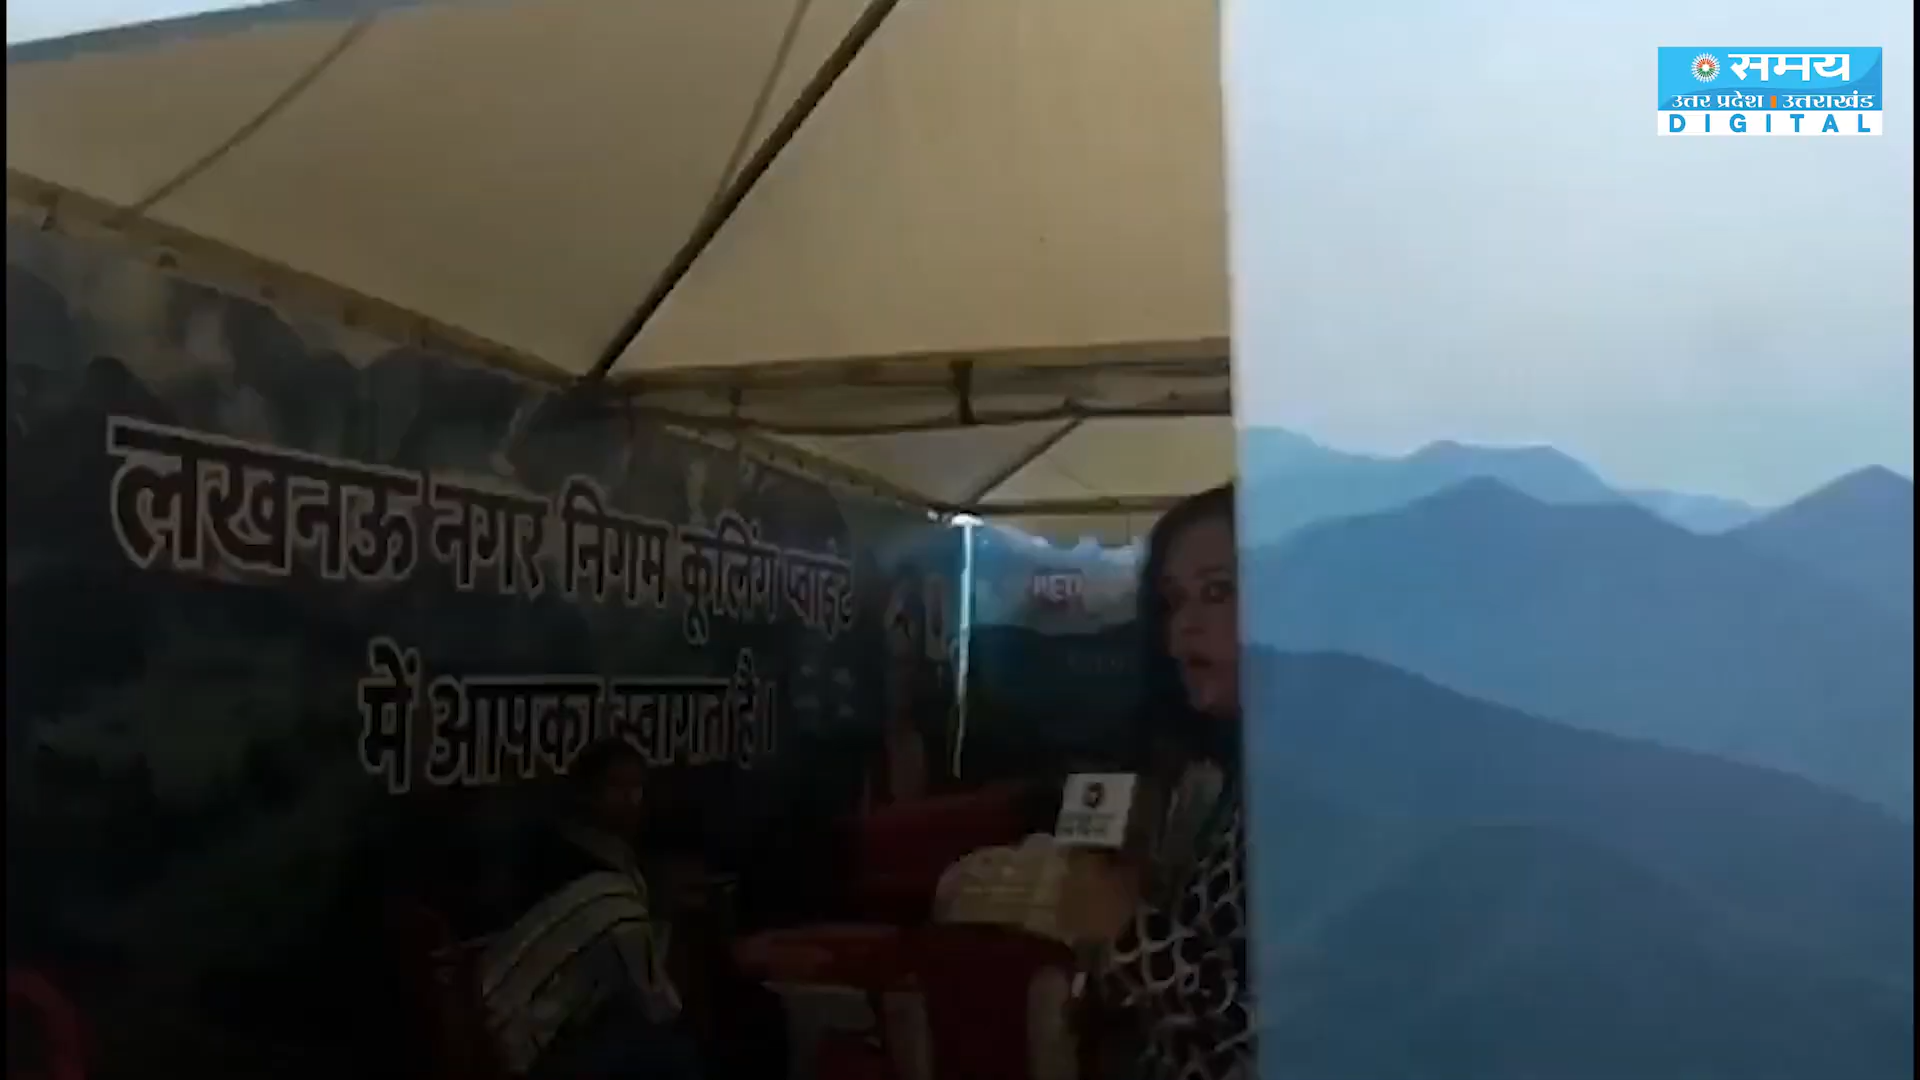 समय
उत्तर प्रदेश । उत्तराखंड
DIGITAL
लखनऊ नगर निगम कूलिंग प्वाइंट
में आपका स्वागत है।